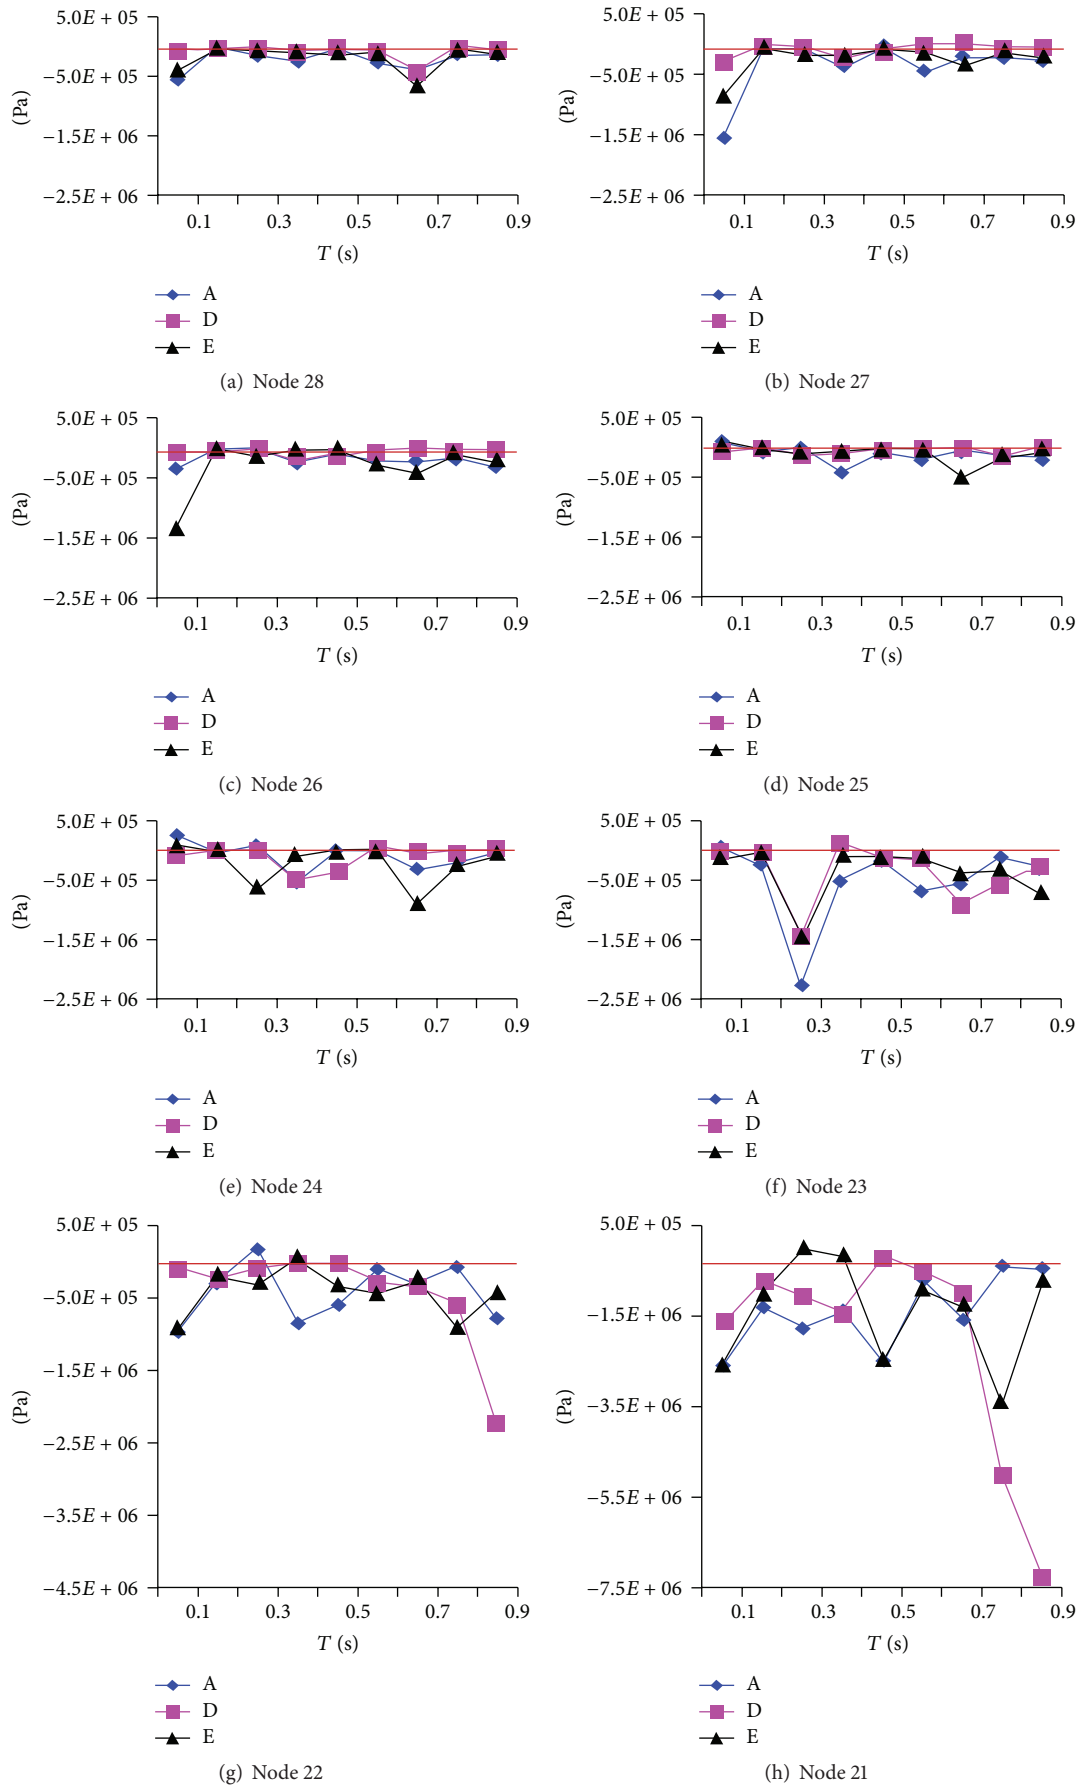 5.0E + 05
−5.0E + 05
−1.5E + 06
−2.5E + 06
(Pa)
0.1 0.3 0.5 0.7 0.9
T (s)
A
D
E
(a) Node 28
5.0E + 05
−5.0E + 05
−1.5E + 06
−2.5E + 06
(Pa)
0.1 0.3 0.5 0.7 0.9
T (s)
A
D
E
(b) Node 27
5.0E + 05
−5.0E + 05
−1.5E + 06
−2.5E + 06
(Pa)
0.1 0.3 0.5 0.7 0.9
T (s)
A
D
E
(c) Node 26
5.0E + 05
−5.0E + 05
−1.5E + 06
−2.5E + 06
(Pa)
0.1 0.3 0.5 0.7 0.9
T (s)
A
D
E
(d) Node 25
5.0E + 05
−5.0E + 05
−1.5E + 06
−2.5E + 06
(Pa)
0.1 0.3 0.5 0.7 0.9
T (s)
A
D
E
(e) Node 24
5.0E + 05
−5.0E + 05
−1.5E + 06
−2.5E + 06
(Pa)
0.1 0.3 0.5 0.7 0.9
T (s)
A
D
E
(f) Node 23
5.0E + 05
−5.0E + 05
−1.5E + 06
−2.5E + 06
−3.5E + 06
−4.5E + 06
(Pa)
0.1 0.3 0.5 0.7 0.9
T (s)
A
D
E
(g) Node 22
5.0E + 05
−1.5E + 06
−3.5E + 06
−5.5E + 06
−7.5E + 06
(Pa)
0.1 0.3 0.5 0.7 0.9
T (s)
A
D
E
(h) Node 21